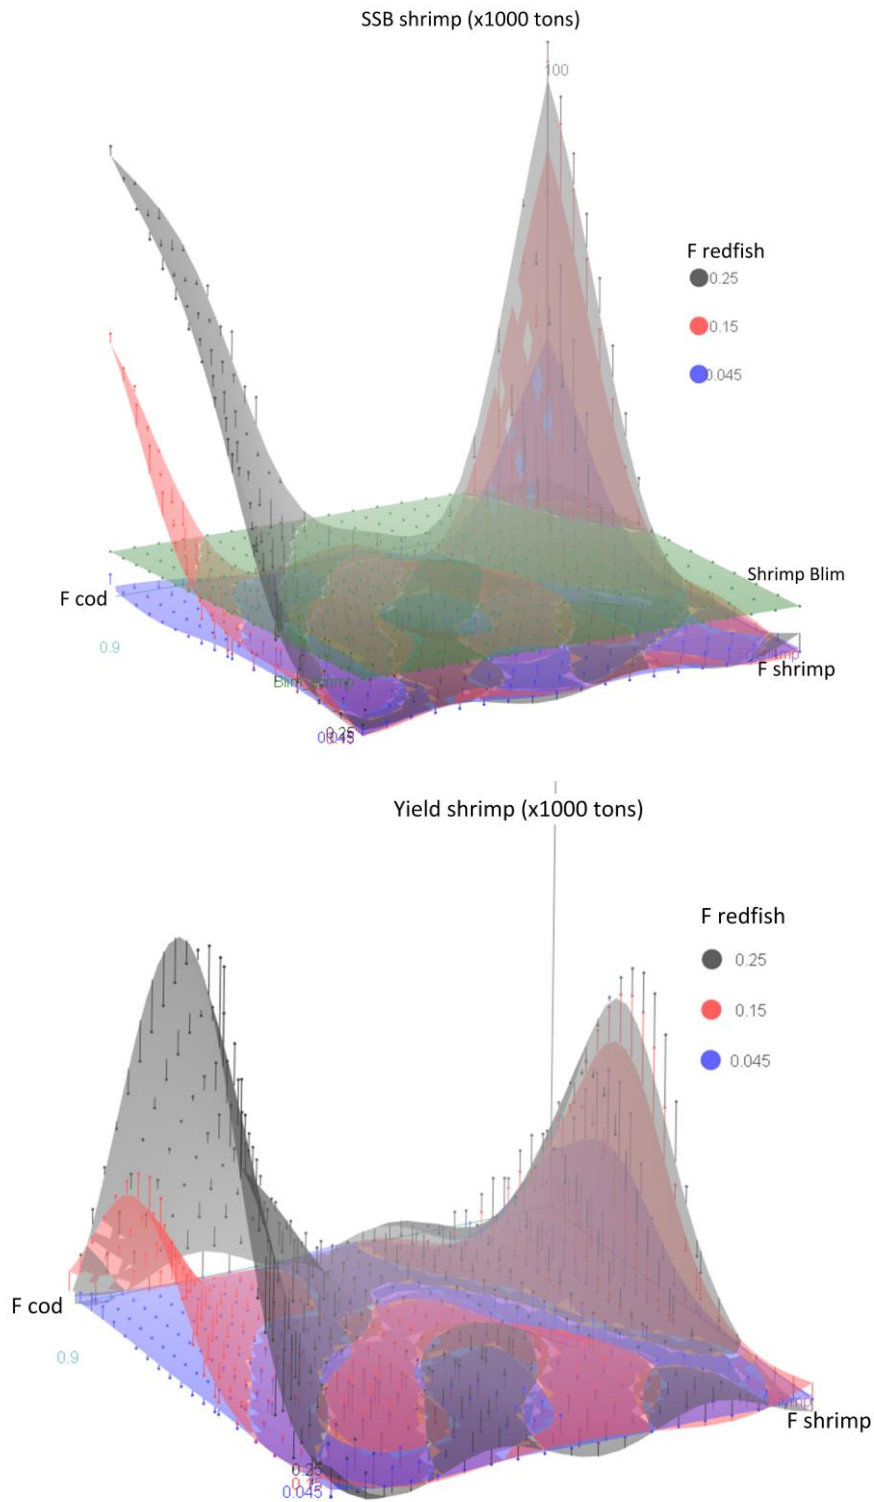 SSB shrimp (x1000 tons)
100
F redfish
0.25
0.15
0.045
Shrimp Blim
F cod
0.9
F shrimp
Blim shrimp
0.25
0.045
Yield shrimp (x1000 tons)
F redfish
0.25
0.15
0.045
F cod
0.9
F shrimp
0.25
0.045